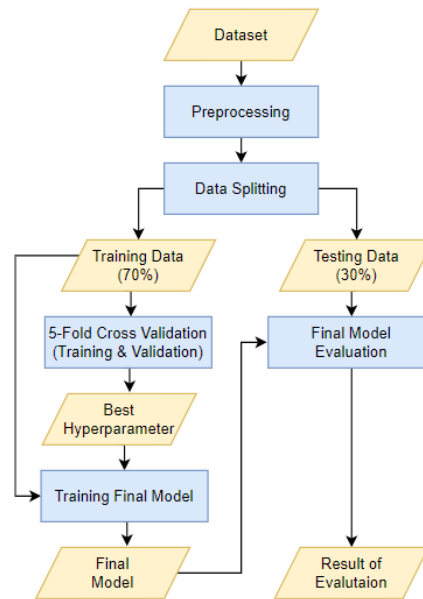 Dataset
Preprocessing
Data Splitting
Training Data
(70%)
Testing Data
(30%)
5-Fold Cross Validation
(Training & Validation)
Final Model
Evaluation
Best
Hyperparameter
Training Final Model
Final
Model
Result of
Evalutaion